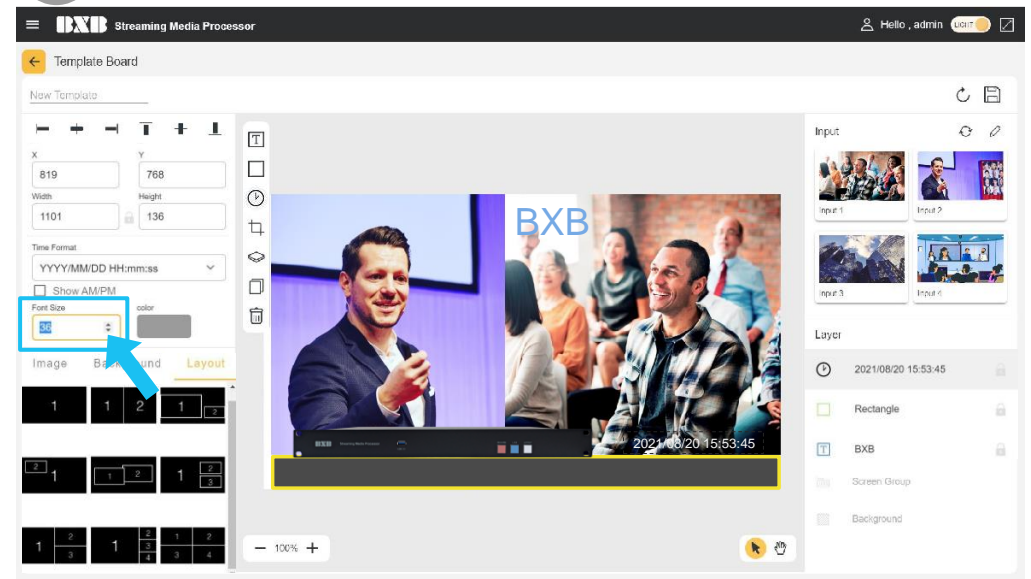 BXB Streaming Media Processor
Hello , admin LIGHT
Template Board
New Template
X Y
819 768
Width Height
1101 136
Time Format
YYYY/MM/DD HH:mm:ss
Show AM/PM
Font Size color
36
Image Background Layout
1 1 2 1 2
2 1 1 2 1 2 3
1 2 3 1 2 3 4 1 2 3 4
T
BXB
BXB Streaming Media Processor
2021/08/20 15:53:45
100%
Input
Input 1 Input 2
Input 3 Input 4
Layer
2021/08/20 15:53:45
Rectangle
T BXB
Screen Group
Background